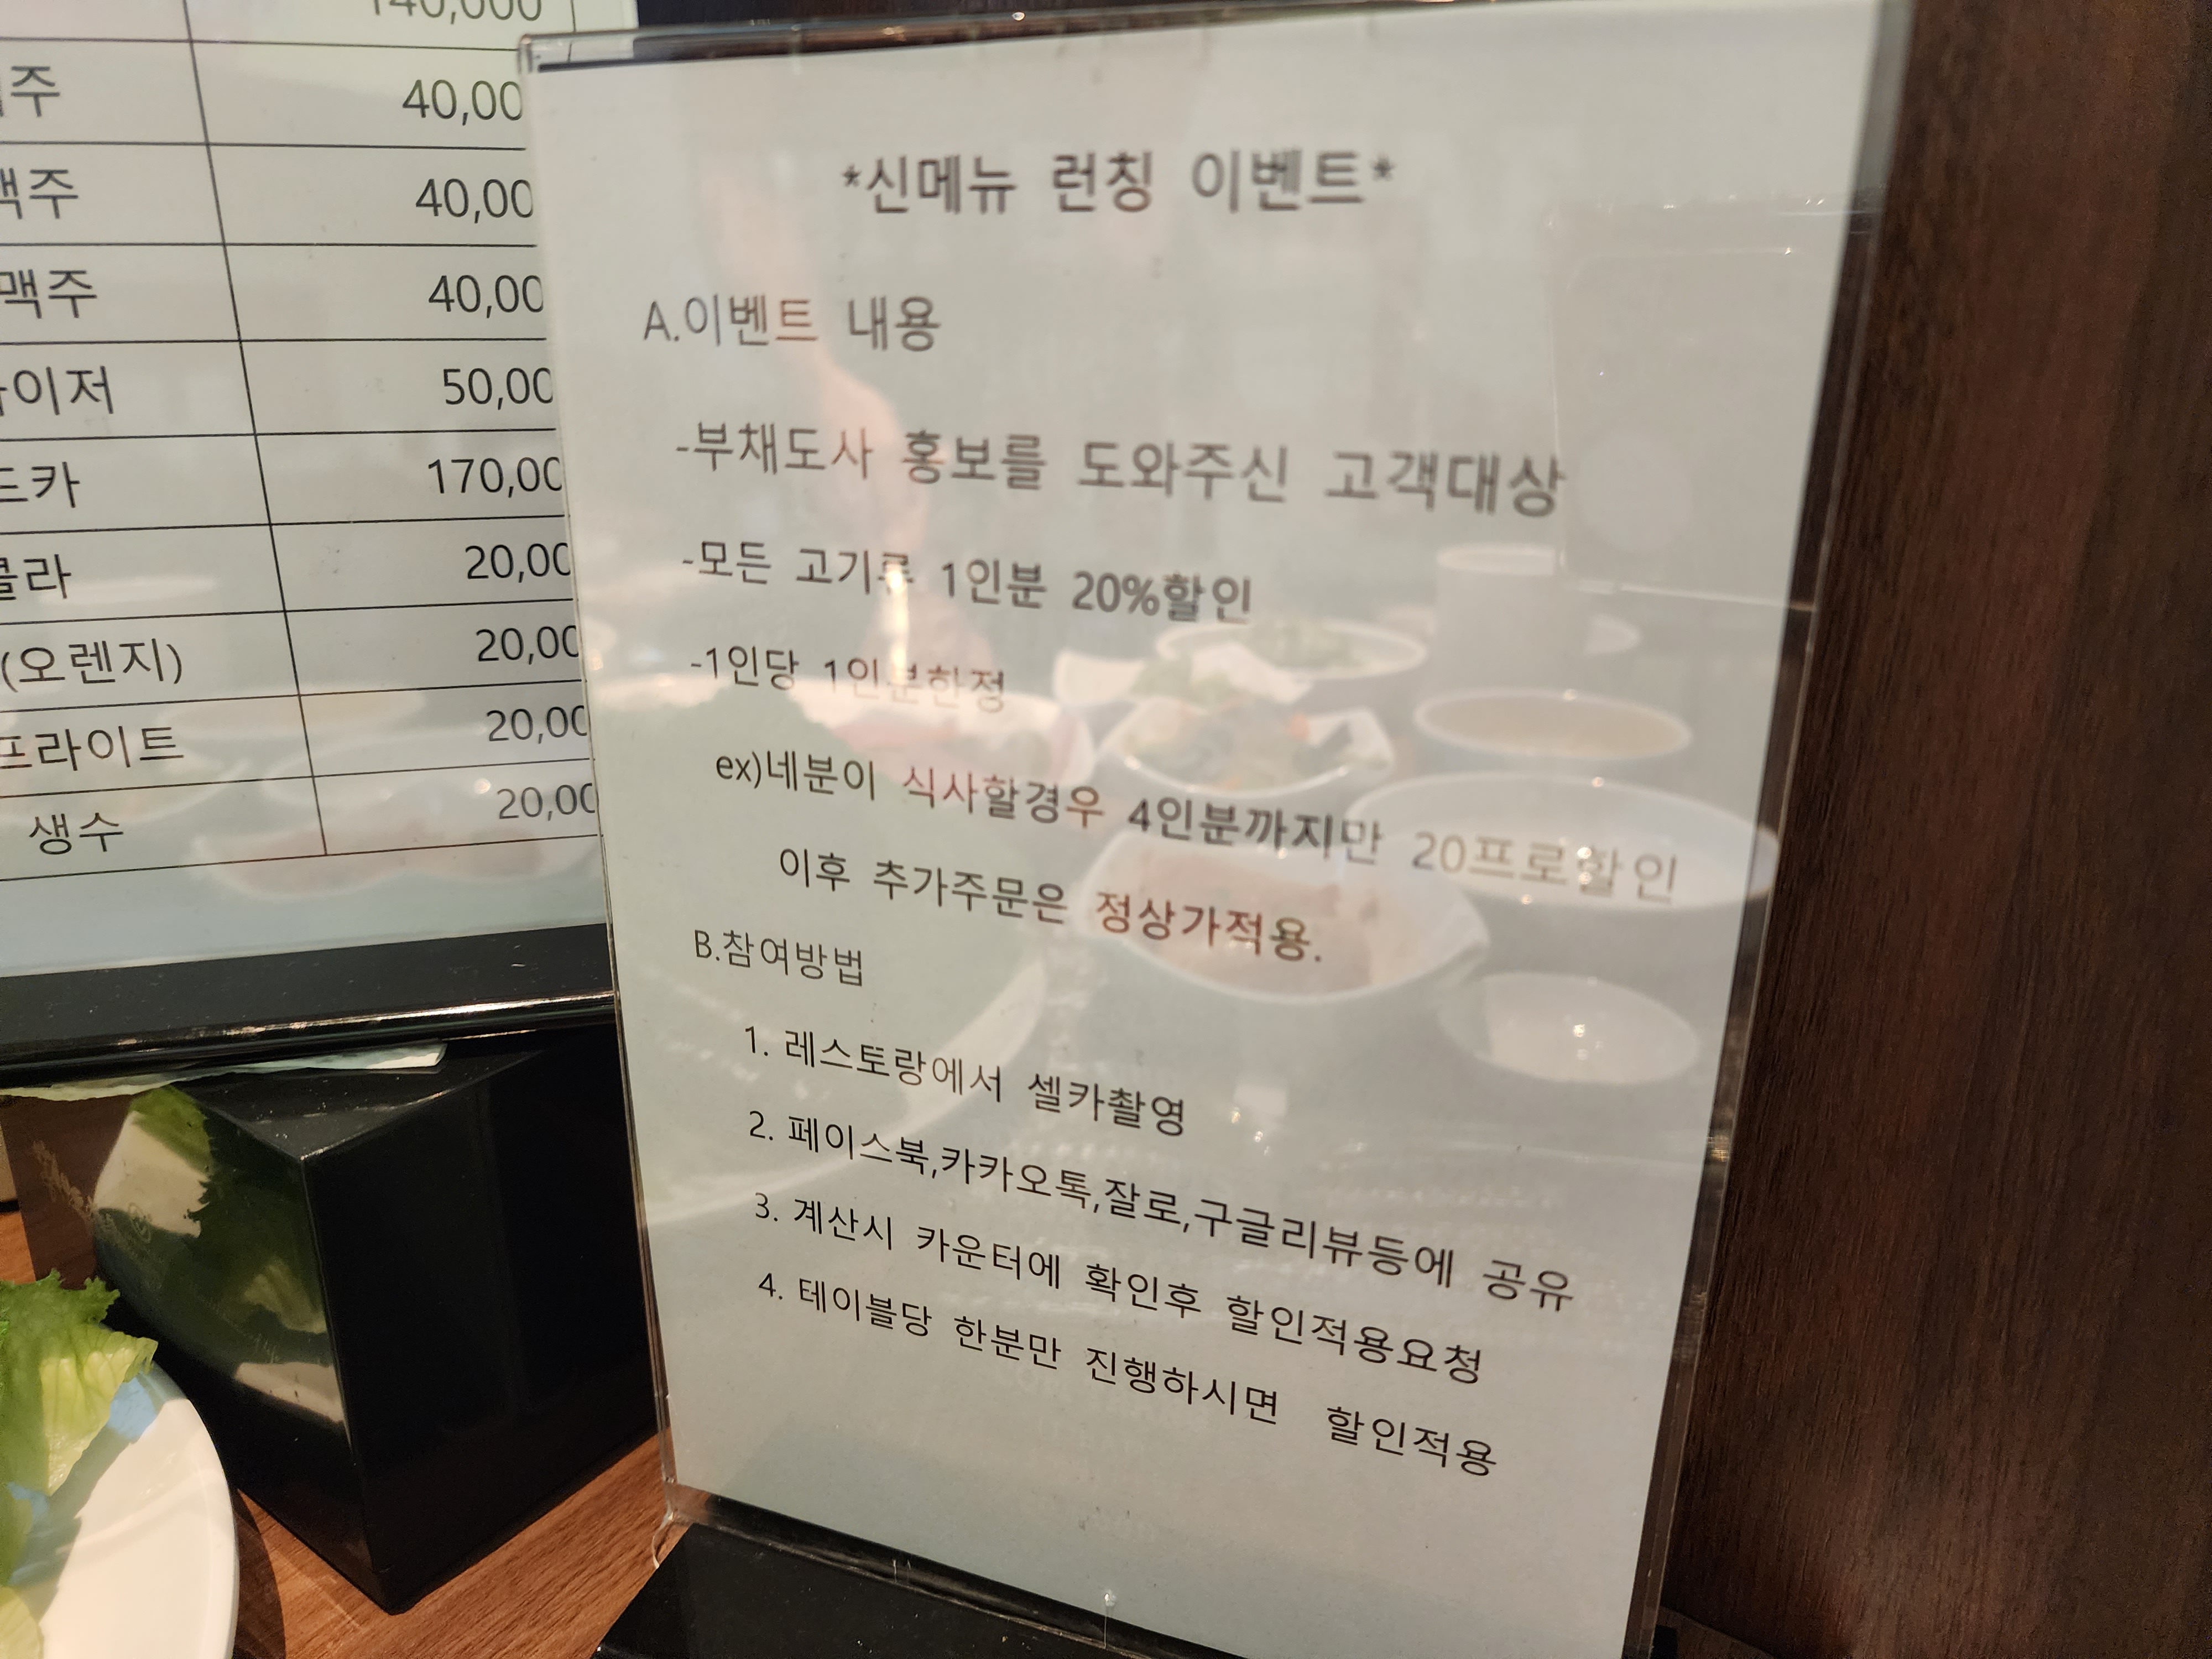 140,000
주
40,00
맥주
40,00
맥주
40,00
이저
50,00
드카
170,00
콜라
20,00
(오렌지)
20,00
프라이트
20,00
생수
20,00
*신메뉴 런칭 이벤트*
A.이벤트 내용
-부채도사 홍보를 도와주신 고객대상
-모든 고기류 1인분 20%할인
-1인당 1인분한정
ex)네분이 식사할경우 4인분까지만 20프로할인
이후 추가주문은 정상가적용.
B.참여방법
1. 레스토랑에서 셀카촬영
2. 페이스북,카카오톡,잘로,구글리뷰등에 공유
3. 계산시 카운터에 확인후 할인적용요청
4. 테이블당 한분만 진행하시면 할인적용